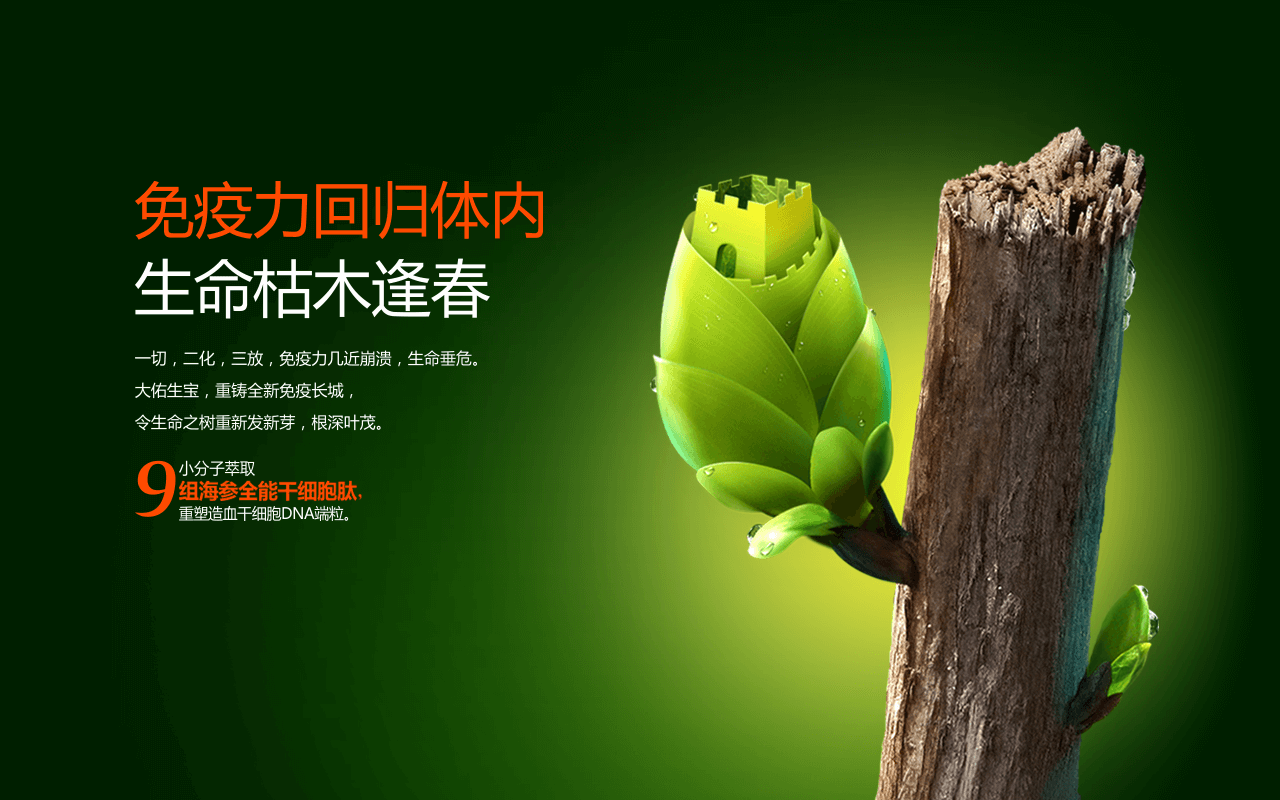 免疫力回归体内
生命枯木逢春
一切，二化，三放，免疫力几近崩溃，生命垂危。
大佑生宝，重铸全新免疫长城，
令生命之树重新发新芽，根深叶茂。
9
小分子萃取
组海参全能干细胞肽，
重塑造血干细胞DNA端粒。